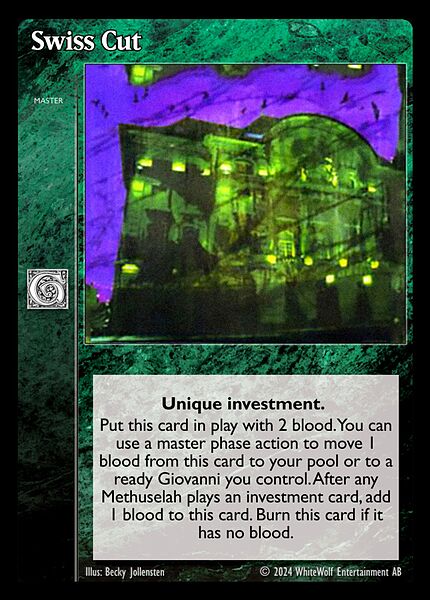 Swiss Cut
MASTER
Unique investment.
Put this card in play with 2 blood.You can
use a master phase action to move 1
blood from this card to your pool or to a
ready Giovanni you control. After any
Methuselah plays an investment card, add
1 blood to this card. Burn this card if it
has no blood.
Illus: Becky Jollensten © 2024 WhiteWolf Entertainment AB